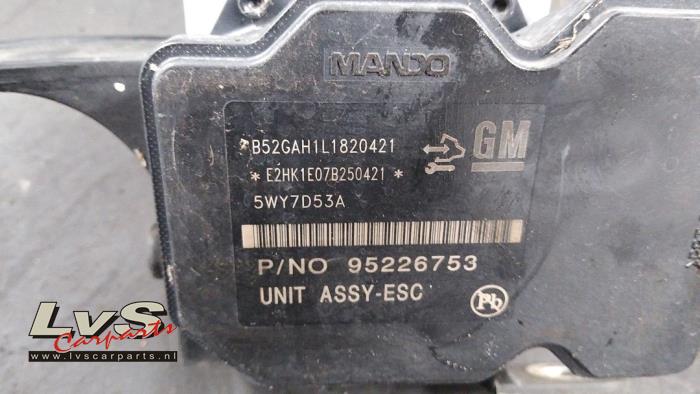 MANDO
B52GAH1L1820421
GM
* E2HK1E07B250421 *
5WY7D53A
P/NO 95226753
UNIT ASSY-ESC
Pb
LvS
Carparts
www.lvscarparts.nl